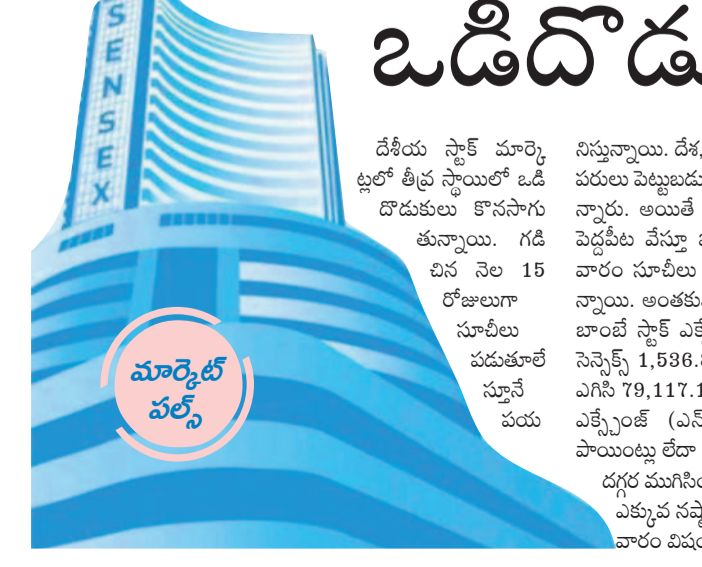 ఒడిదొడు
SENSEX
దేశీయ స్టాక్ మార్కె
ట్లలో తీవ్ర స్థాయిలో ఒడి
దొడుకులు కొనసాగు
తున్నాయి. గడి
చిన నెల 15
రోజులుగా
సూచీలు
పడుతూలే
స్తూనే
పయ
మార్కెట్
పల్స్
నిస్తున్నాయి. దేశ,
పరులు పెట్టుబడు
న్నారు. అయితే
పెద్దపీట వేస్తూ
వారం సూచీలు
న్నాయి. అంతకు
బాంబే స్టాక్ ఎక్
సెన్సెక్స్ 1,536.
ఎగిసి 79,117.1
ఎక్స్ఛేంజ్ (ఎన్
పాయింట్లు లేదా
దగ్గర ముగిసిం
ఎక్కువ నష్టా
వారం విషం